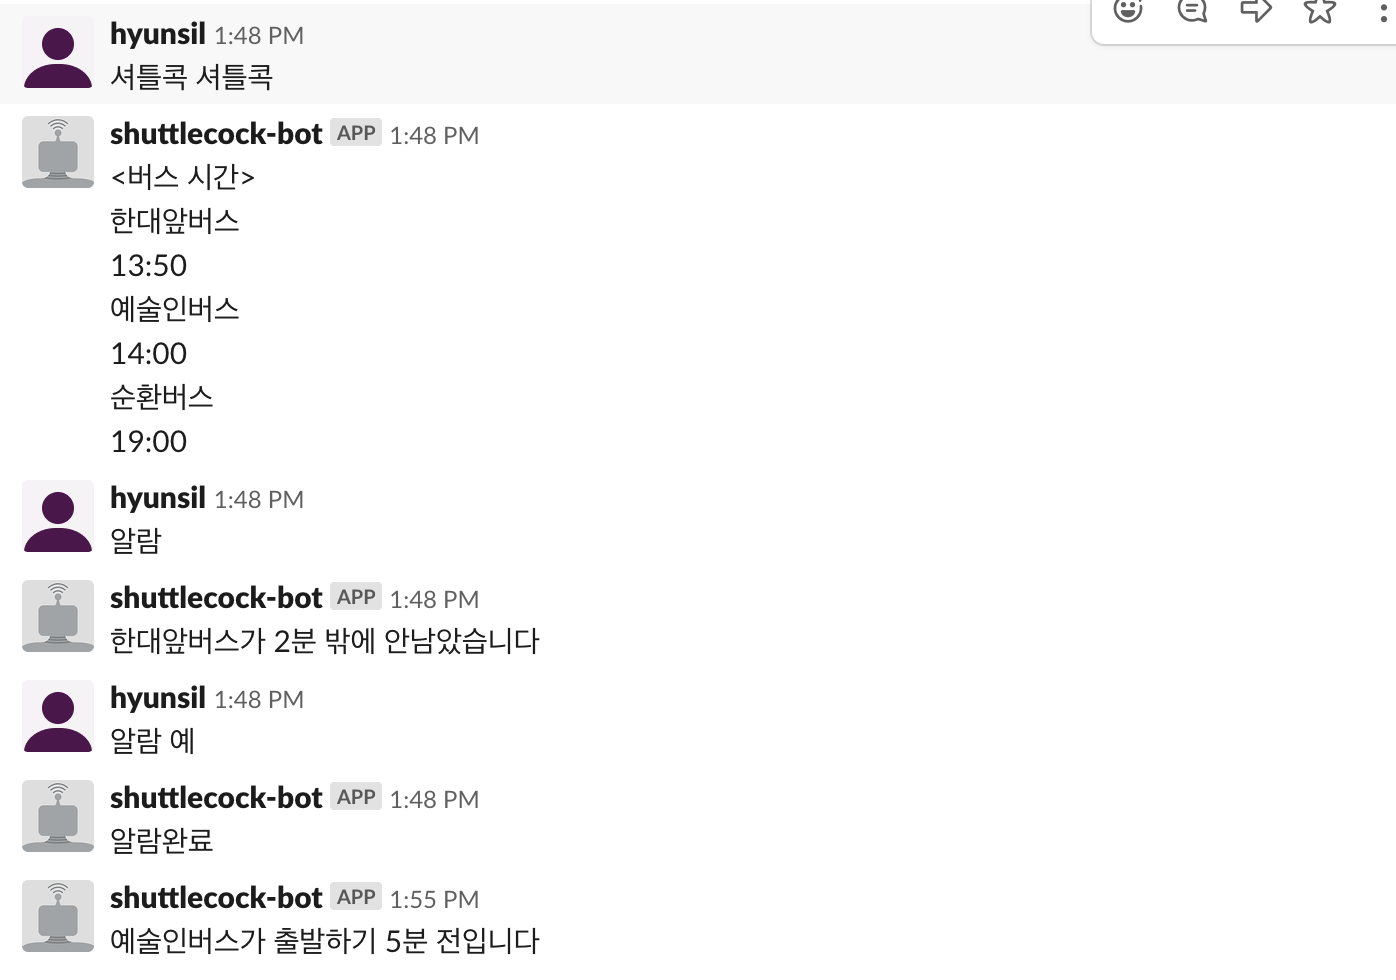 hyunsil 1:48 PM
셔틀콕 셔틀콕
shuttlecock-bot APP 1:48 PM
<버스 시간>
한대앞버스
13:50
예술인버스
14:00
순환버스
19:00
hyunsil 1:48 PM
알람
shuttlecock-bot APP 1:48 PM
한대앞버스가 2분 밖에 안남았습니다
hyunsil 1:48 PM
알람 예
shuttlecock-bot APP 1:48 PM
알람완료
shuttlecock-bot APP 1:55 PM
예술인버스가 출발하기 5분 전입니다